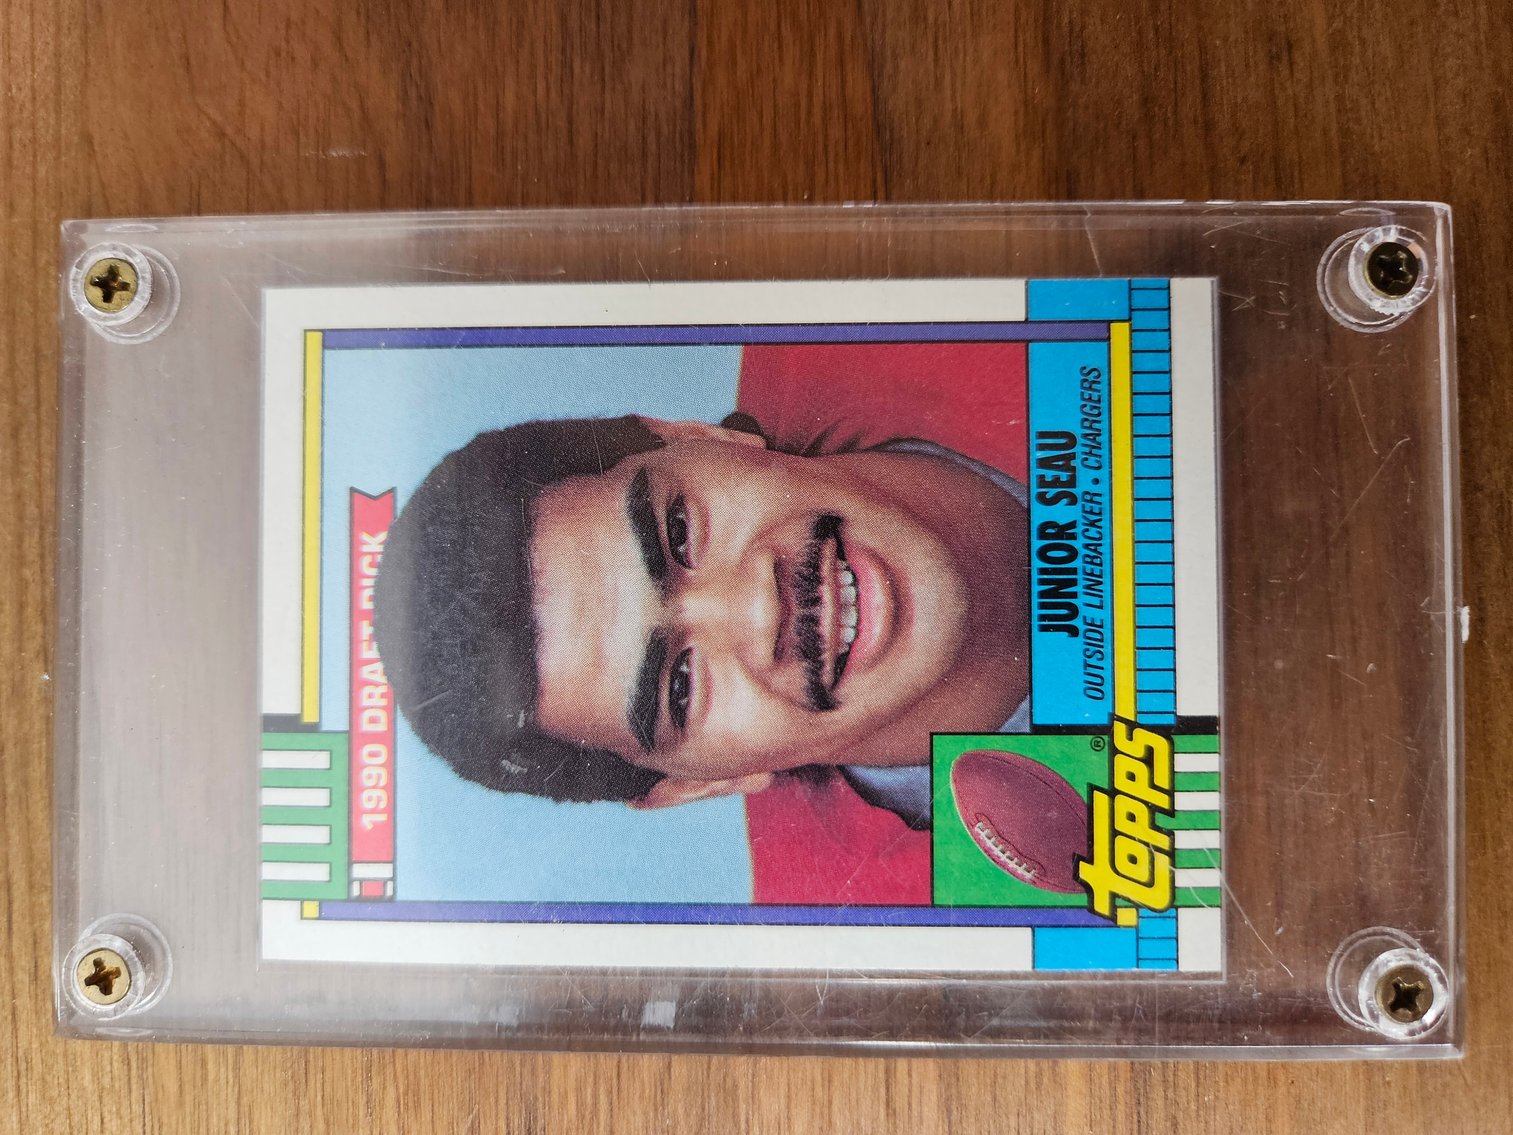 1990 DRAFT PICK
JUNIOR SEAU
OUTSIDE LINEBACKER • CHARGERS
®
TOPPS